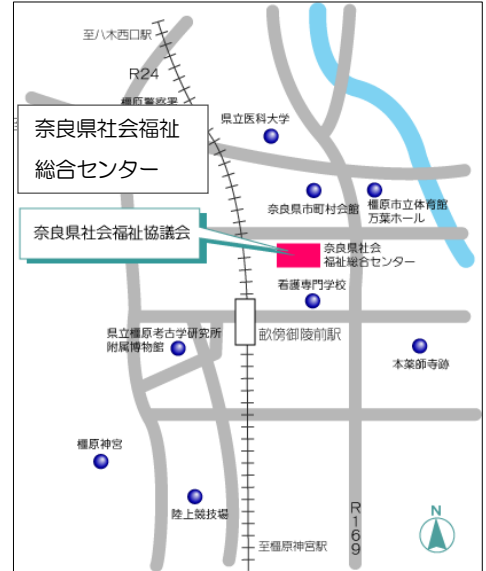 至八木西口駅
R24
橿原警察署
県立医科大学
奈良県社会福祉
総合センター
奈良県市町村会館
橿原市立体育館
万葉ホール
奈良県社会福祉協議会
奈良県社会
福祉総合センター
看護専門学校
県立橿原考古学研究所
附属博物館
畝傍御陵前駅
本薬師寺跡
橿原神宮
陸上競技場
R169
N
至橿原神宮駅